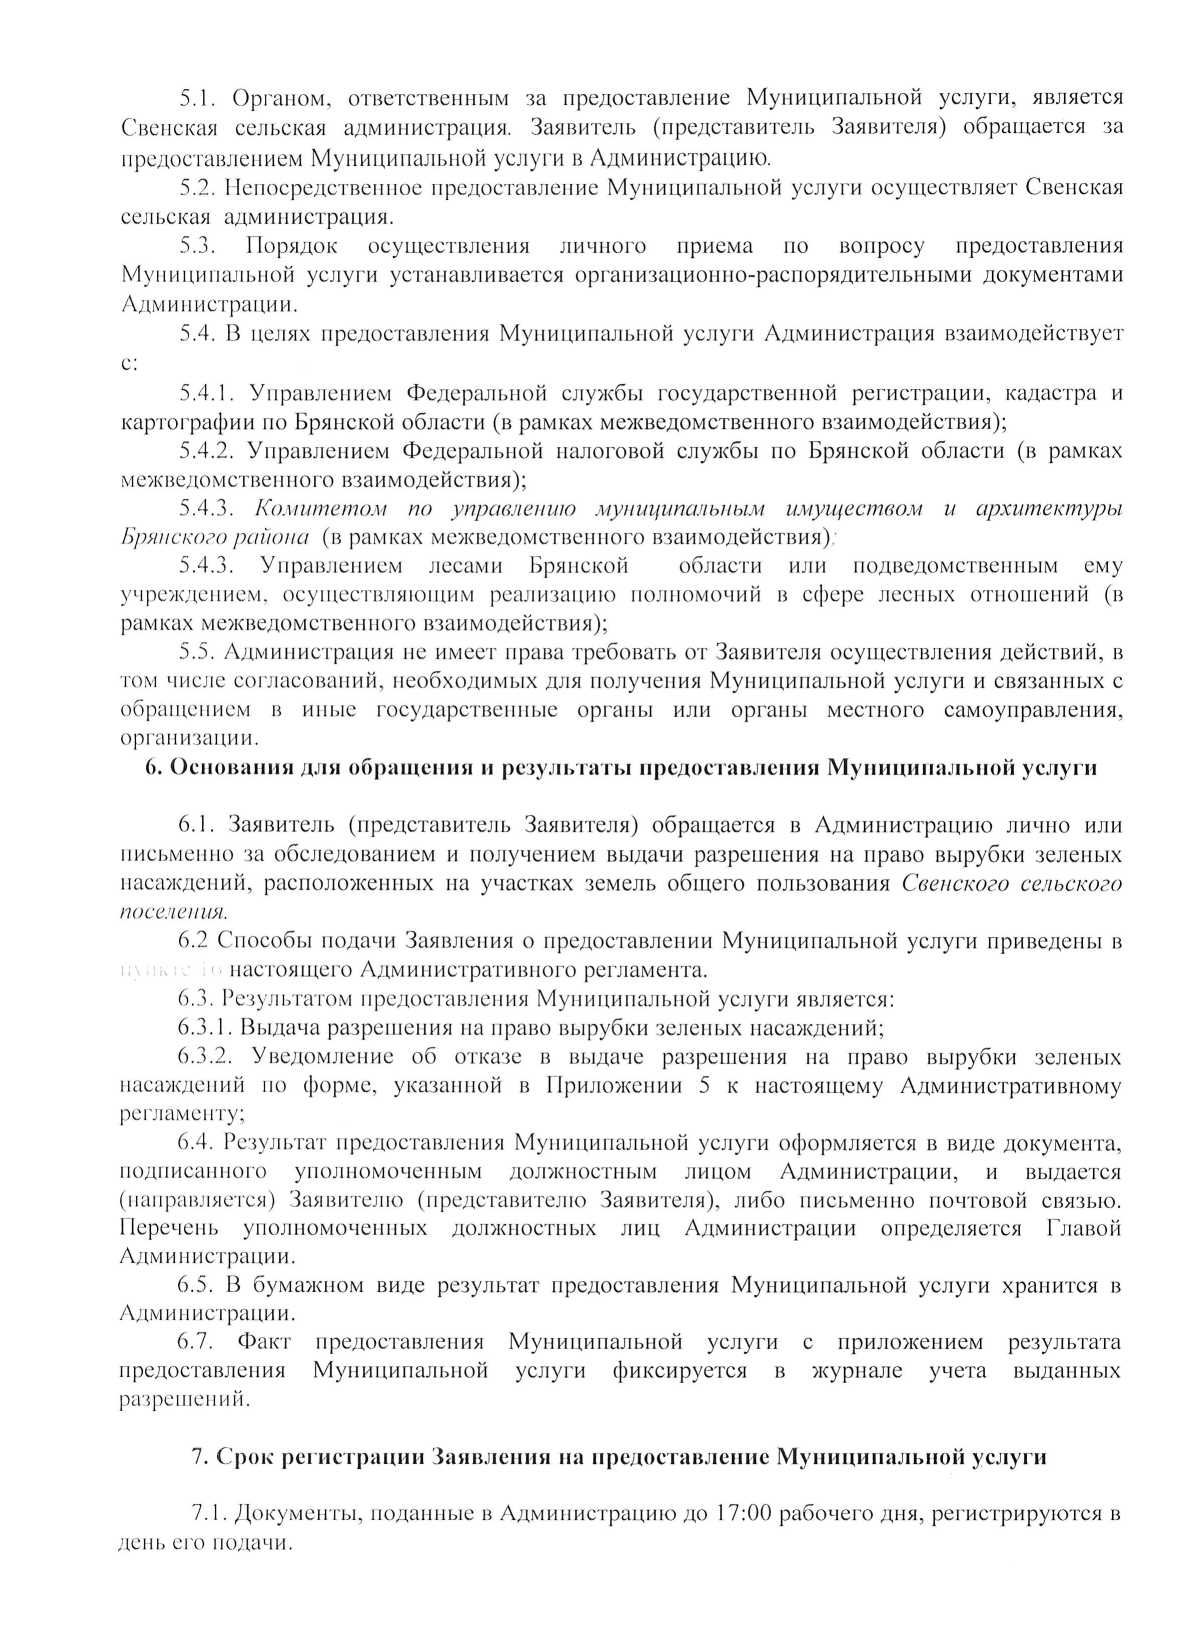 5.1. Органом, ответственным за предоставление Муниципальной услуги, является
Свенская сельская администрация. Заявитель (представитель Заявителя) обращается за
предоставлением Муниципальной услуги в Администрацию.
5.2. Непосредственное предоставление Муниципальной услуги осуществляет Свенская
сельская администрация.
5.3. Порядок осуществления личного приема по вопросу предоставления
Муниципальной услуги устанавливается организационно-распорядительными документами
Администрации.
5.4. В целях предоставления Муниципальной услуги Администрация взаимодействует
с:
5.4.1. Управлением Федеральной службы государственной регистрации, кадастра и
картографии по Брянской области (в рамках межведомственного взаимодействия);
5.4.2. Управлением Федеральной налоговой службы по Брянской области (в рамках
межведомственного взаимодействия);
5.4.3. Комитетом по управлению муниципальным имуществом и архитектуры
Брянского района (в рамках межведомственного взаимодействия);
5.4.3. Управлением лесами Брянской области или подведомственным ему
учреждением, осуществляющим реализацию полномочий в сфере лесных отношений (в
рамках межведомственного взаимодействия);
5.5. Администрация не имеет права требовать от Заявителя осуществления действий, в
том числе согласований, необходимых для получения Муниципальной услуги и связанных с
обращением в иные государственные органы или органы местного самоуправления,
организации.
6. Основания для обращения и результаты предоставления Муниципальной услуги
6.1. Заявитель (представитель Заявителя) обращается в Администрацию лично или
письменно за обследованием и получением выдачи разрешения на право вырубки зеленых
насаждений, расположенных на участках земель общего пользования Свенского сельского
поселения.
6.2 Способы подачи Заявления о предоставлении Муниципальной услуги приведены в
пункте настоящего Административного регламента.
6.3. Результатом предоставления Муниципальной услуги является:
6.3.1. Выдача разрешения на право вырубки зеленых насаждений;
6.3.2. Уведомление об отказе в выдаче разрешения на право вырубки зеленых
насаждений по форме, указанной в Приложении 5 к настоящему Административному
регламенту;
6.4. Результат предоставления Муниципальной услуги оформляется в виде документа,
подписанного уполномоченным должностным лицом Администрации, и выдается
(направляется) Заявителю (представителю Заявителя), либо письменно почтовой связью.
Перечень уполномоченных должностных лиц Администрации определяется Главой
Администрации.
6.5. В бумажном виде результат предоставления Муниципальной услуги хранится в
Администрации.
6.7. Факт предоставления Муниципальной услуги с приложением результата
предоставления Муниципальной услуги фиксируется в журнале учета выданных
разрешений.
7. Срок регистрации Заявления на предоставление Муниципальной услуги
7.1. Документы, поданные в Администрацию до 17:00 рабочего дня, регистрируются в
день его подачи.